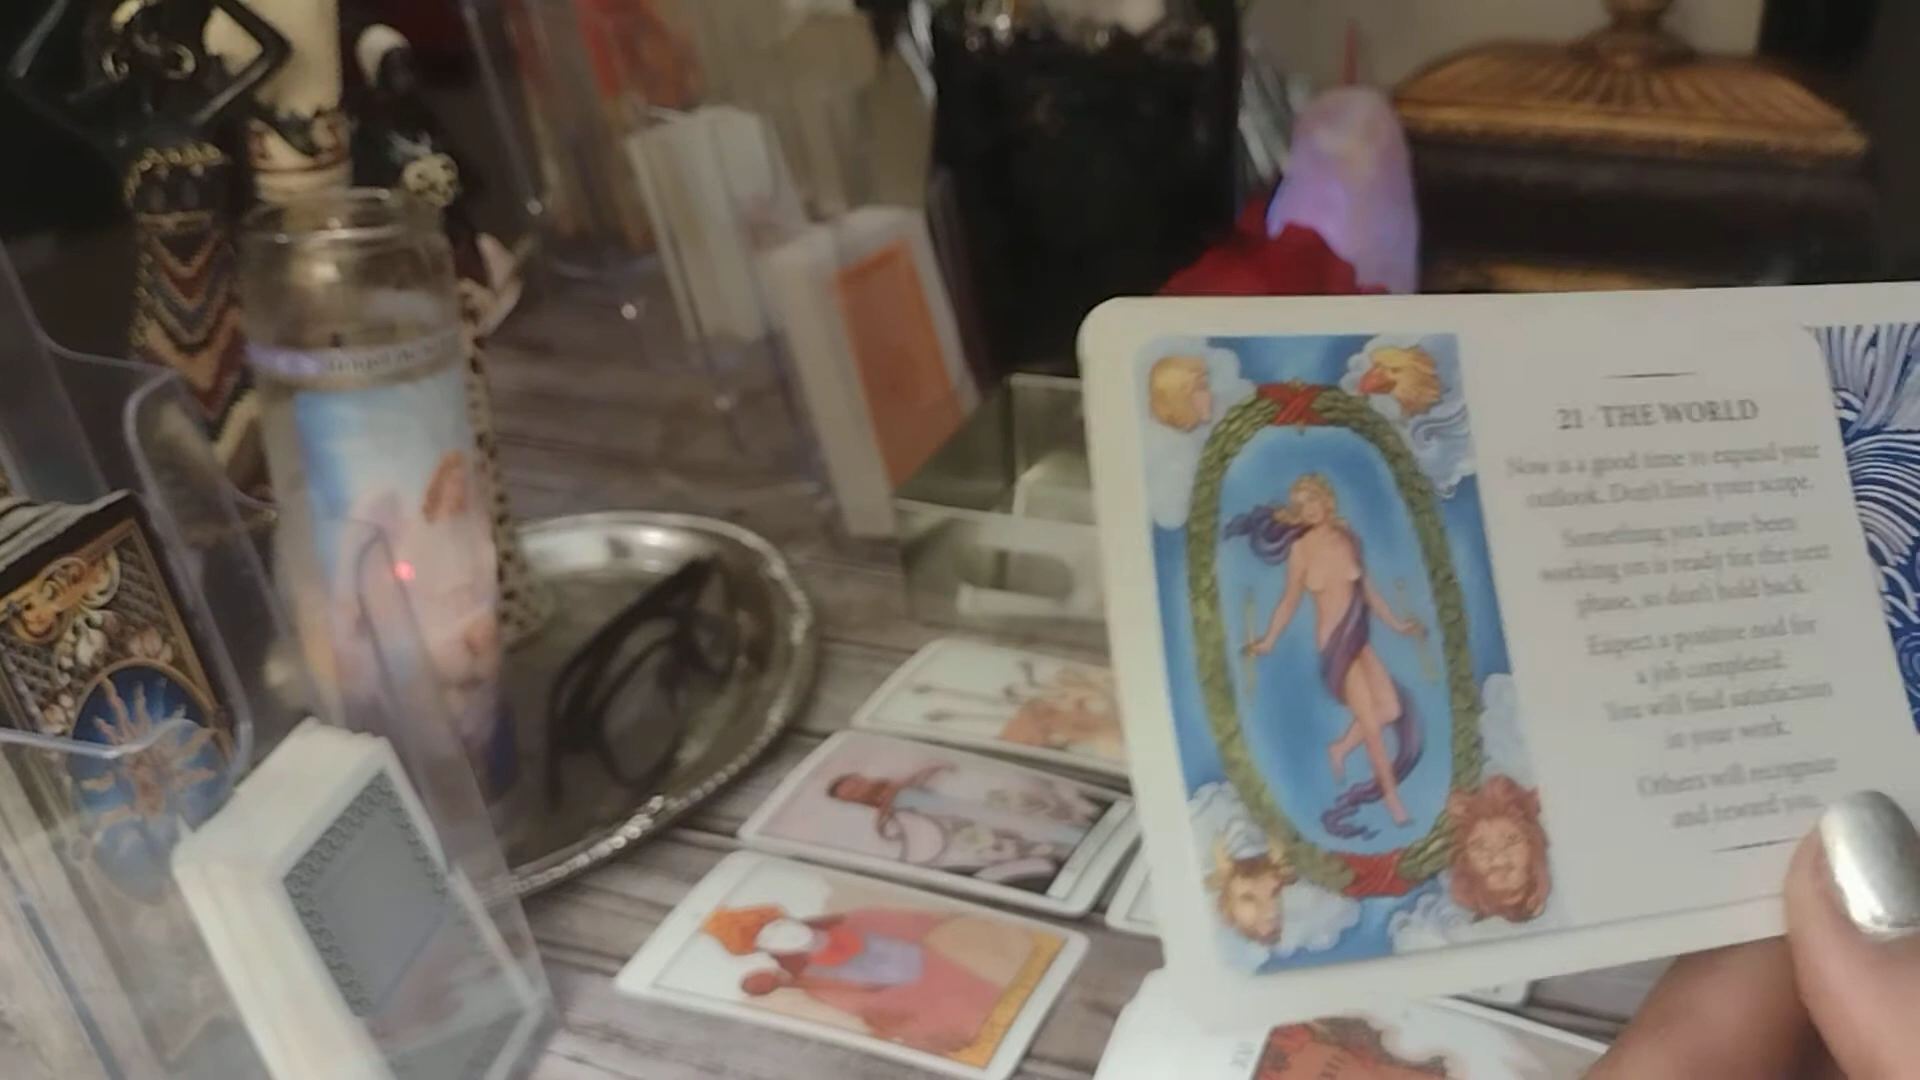 21 · THE WORLD
Now is a good time to expand your
outlook. Don't limit your scope.
Something you have been
working on is ready for the next
phase, so don't hold back.
Expect a positive nod for
a job completed.
You will find satisfaction
in your work.
Others will recognize
and reward you.